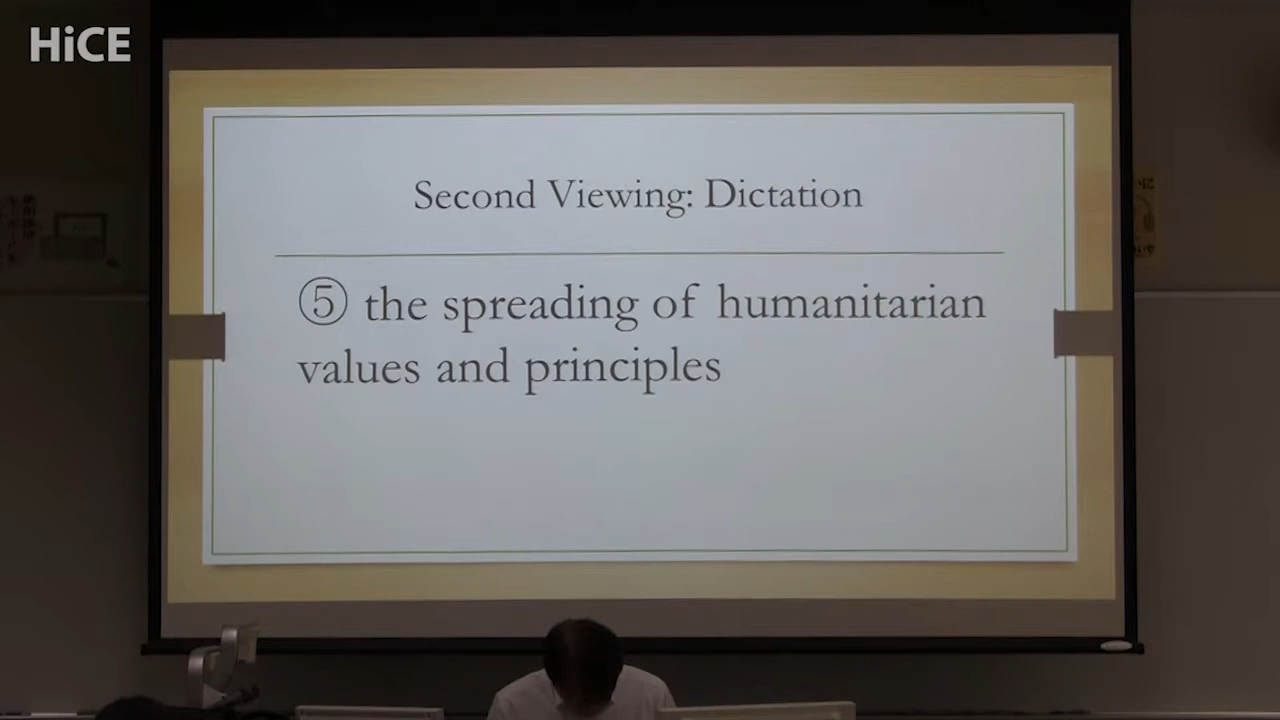 HiCE
Second Viewing: Dictation
⑤ the spreading of humanitarian
values and principles